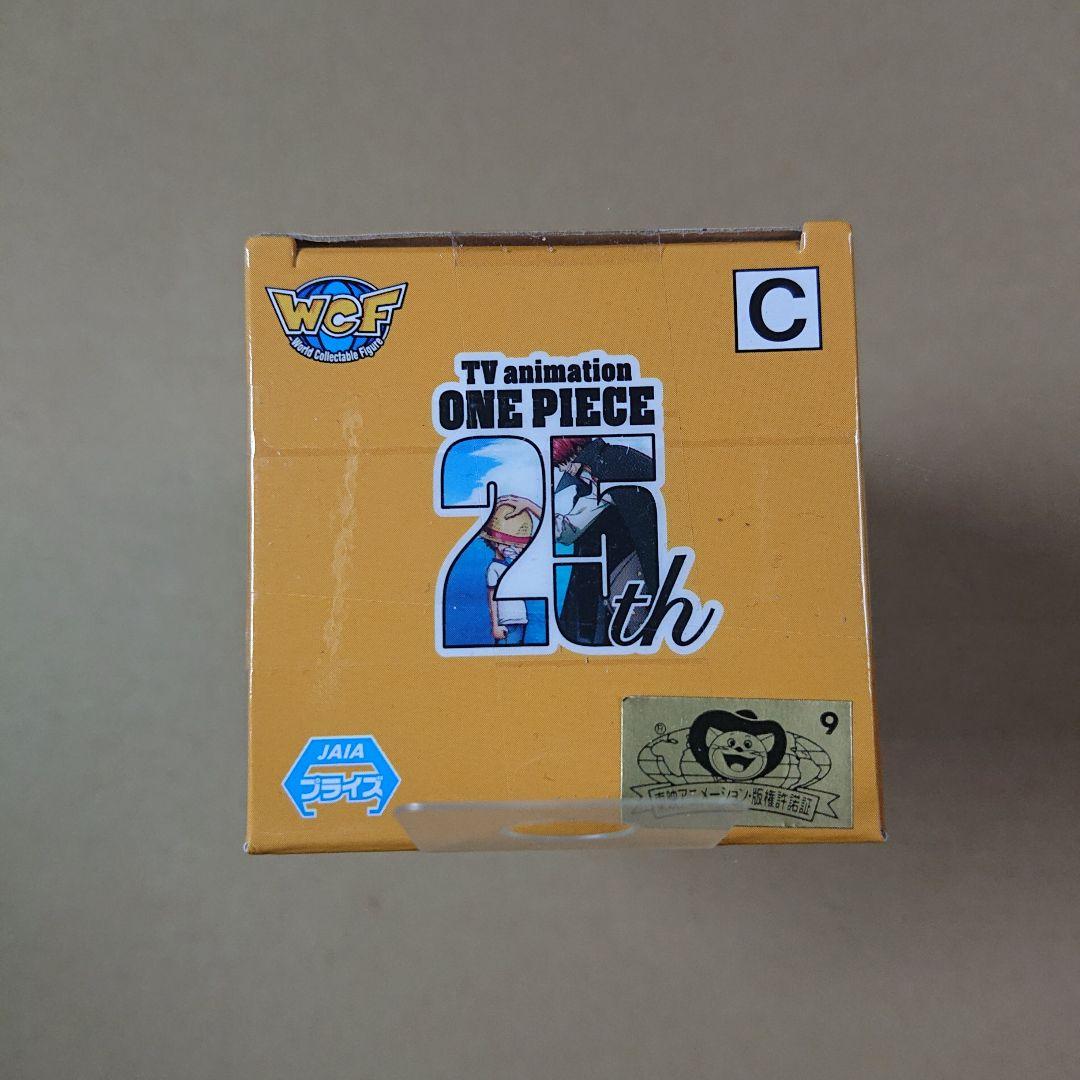 WCF
World Collectable Figure
C
TV animation
ONE PIECE
25th
JAIA
プライズ
®
9
東映アニメーション・版権許諾証